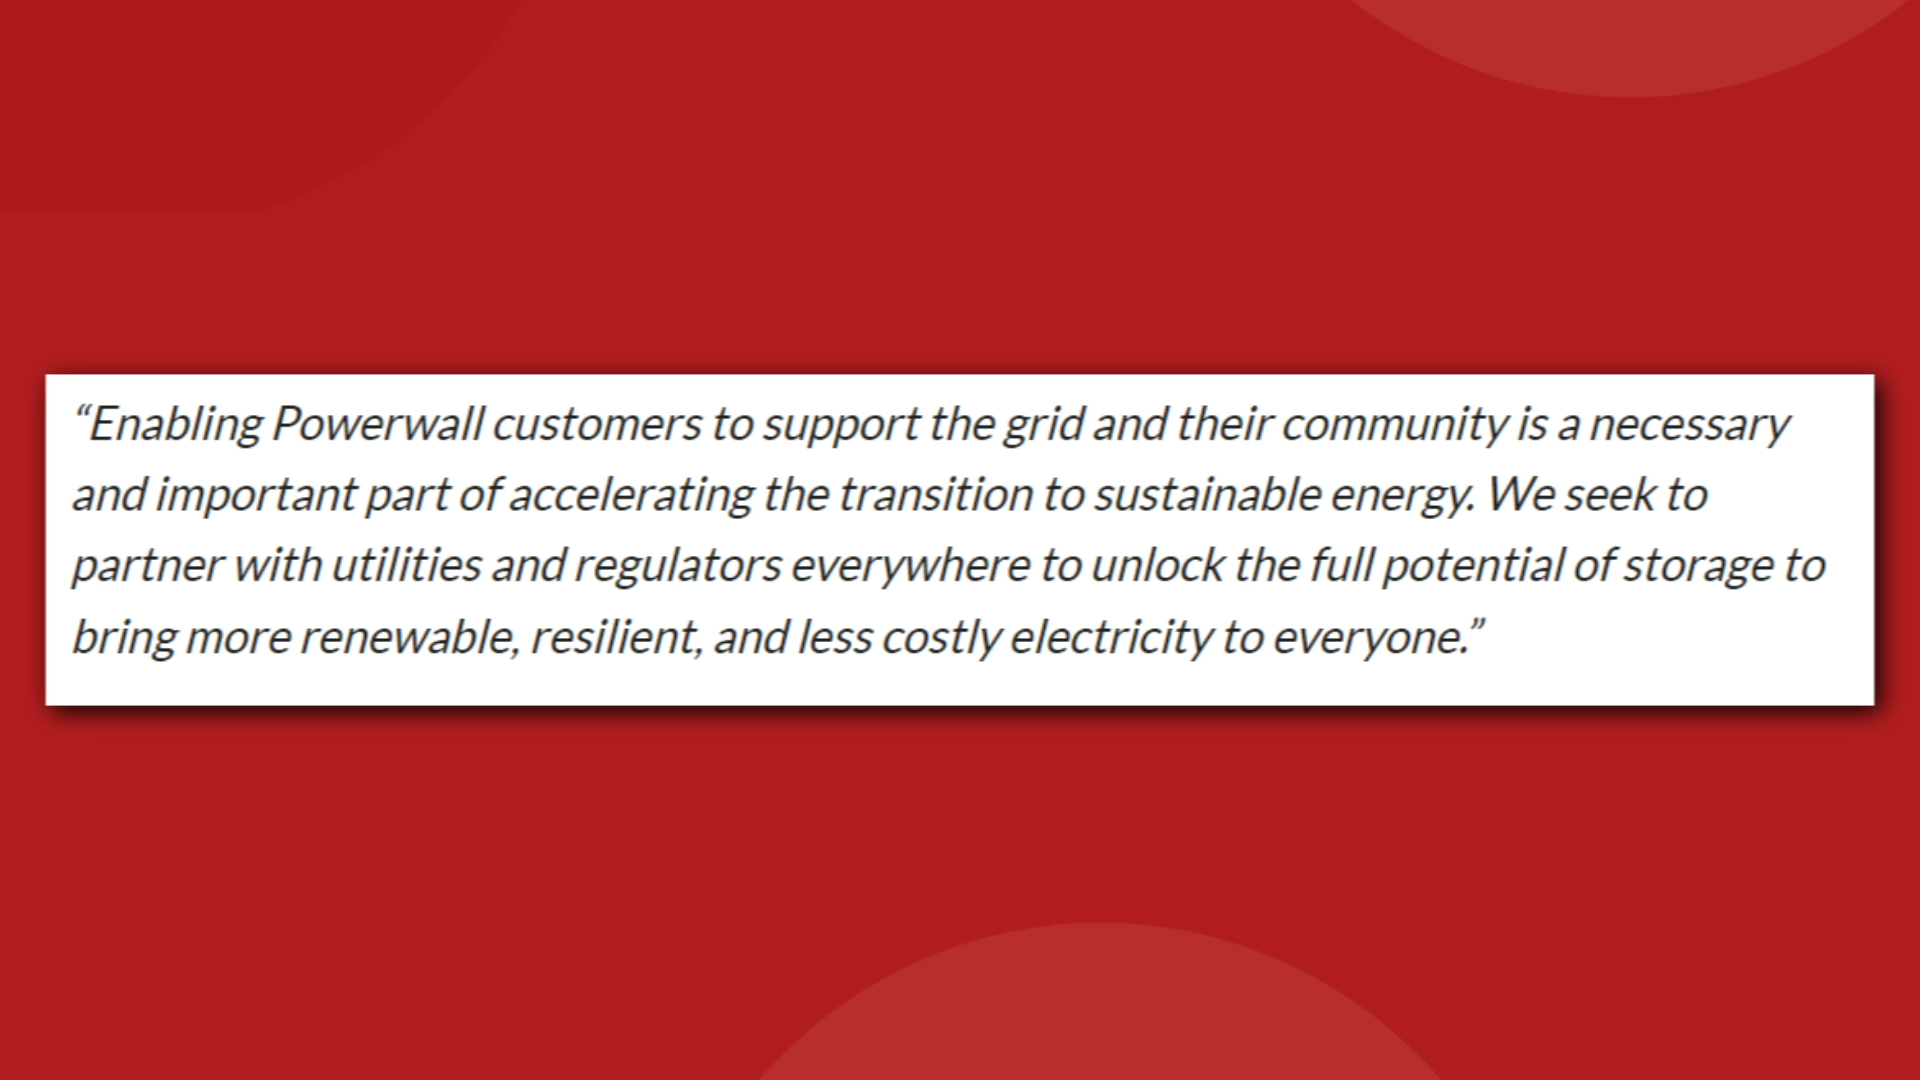 “Enabling Powerwall customers to support the grid and their community is a necessary
and important part of accelerating the transition to sustainable energy. We seek to
partner with utilities and regulators everywhere to unlock the full potential of storage to
bring more renewable, resilient, and less costly electricity to everyone.”